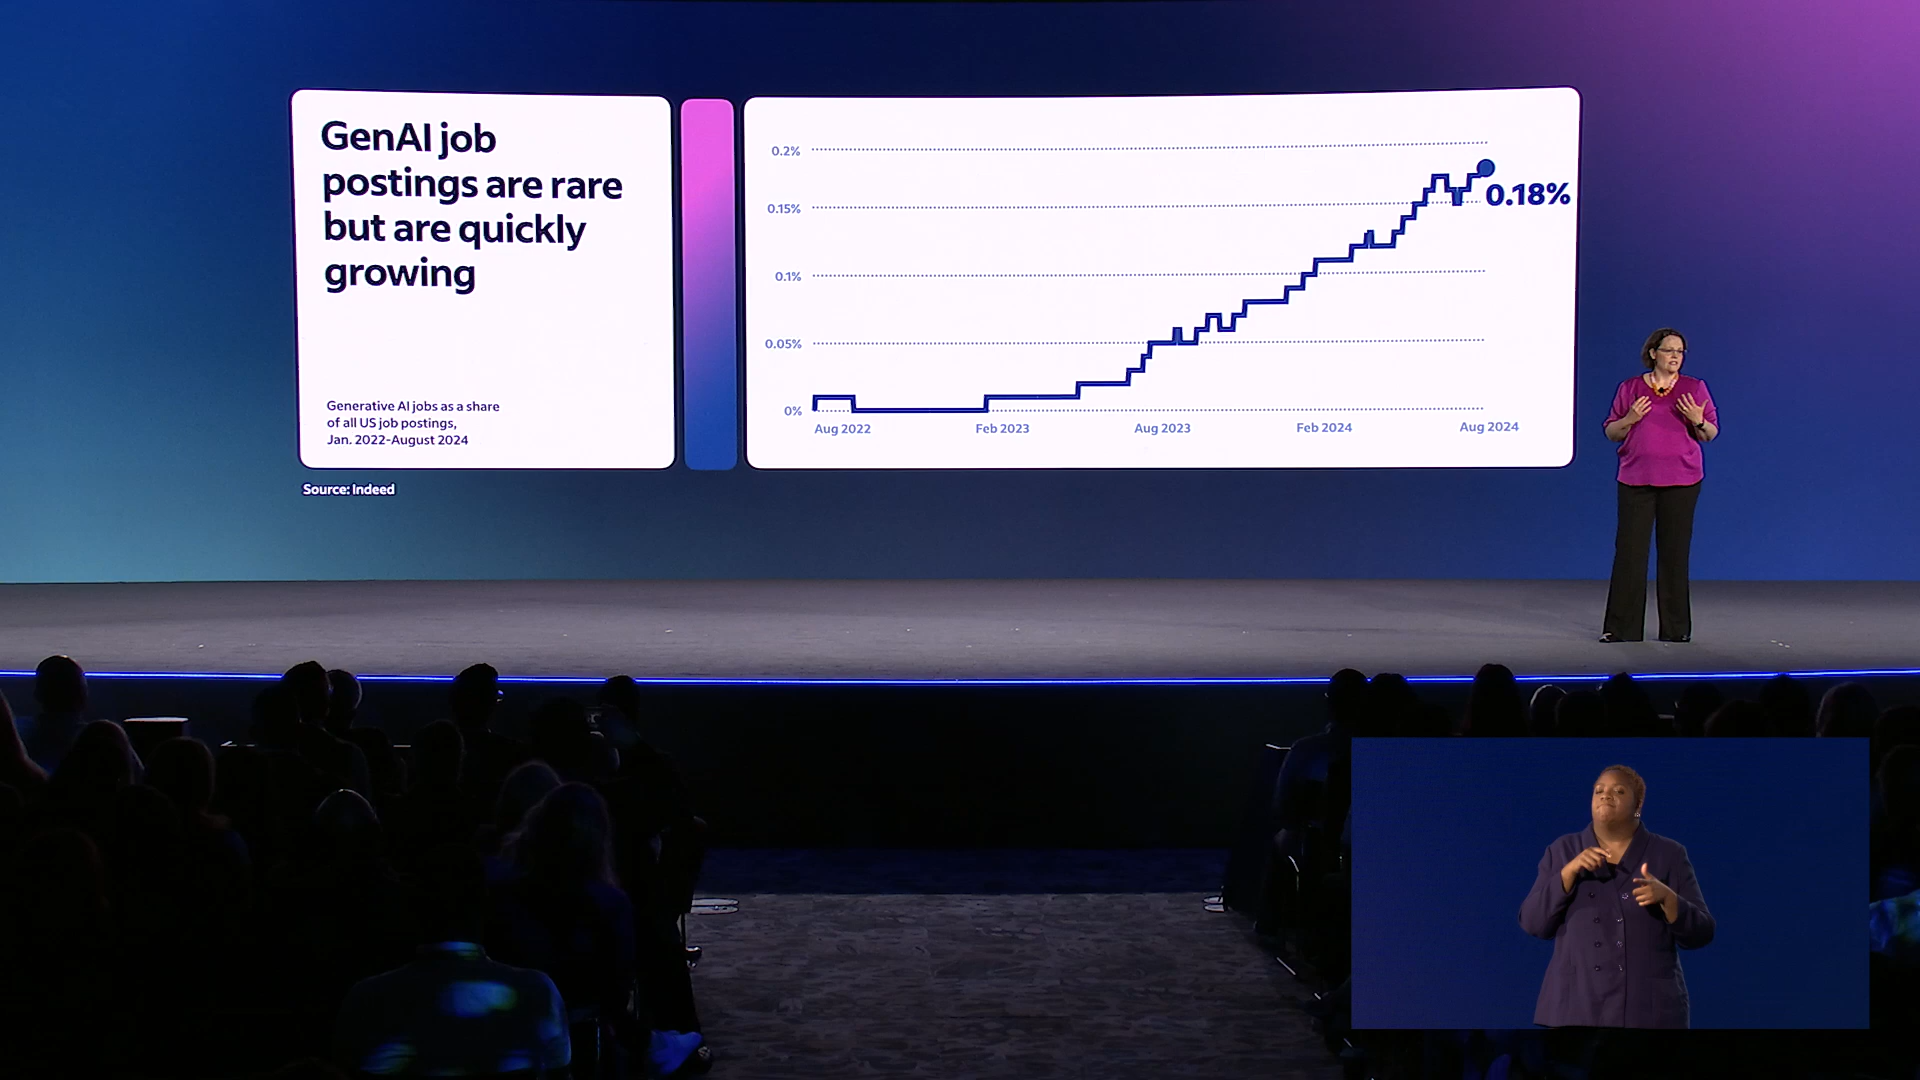 GenAI job
postings are rare
but are quickly
growing
Generative AI jobs as a share
of all US job postings,
Jan. 2022-August 2024
Source: Indeed
0.2%
0.15%
0.1%
0.05%
0%
0.18%
Aug 2022
Feb 2023
Aug 2023
Feb 2024
Aug 2024